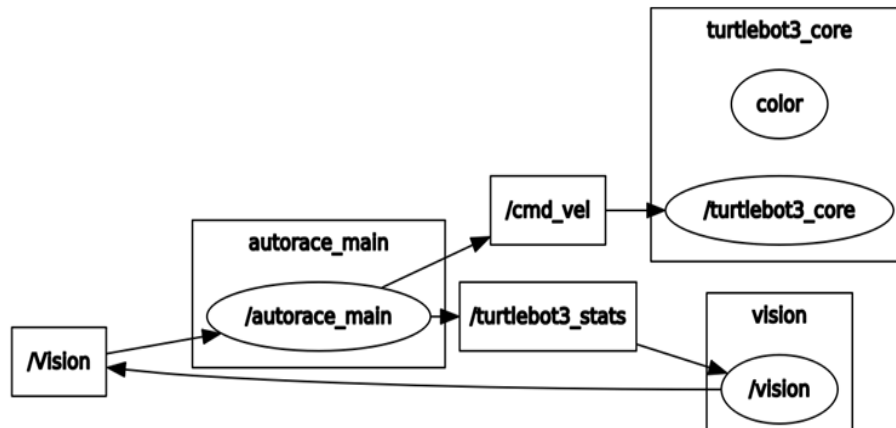 turtlebot3_core
color
/cmd_vel
/turtlebot3_core
autorace_main
/autorace_main
/turtlebot3_stats
vision
/Vision
/vision